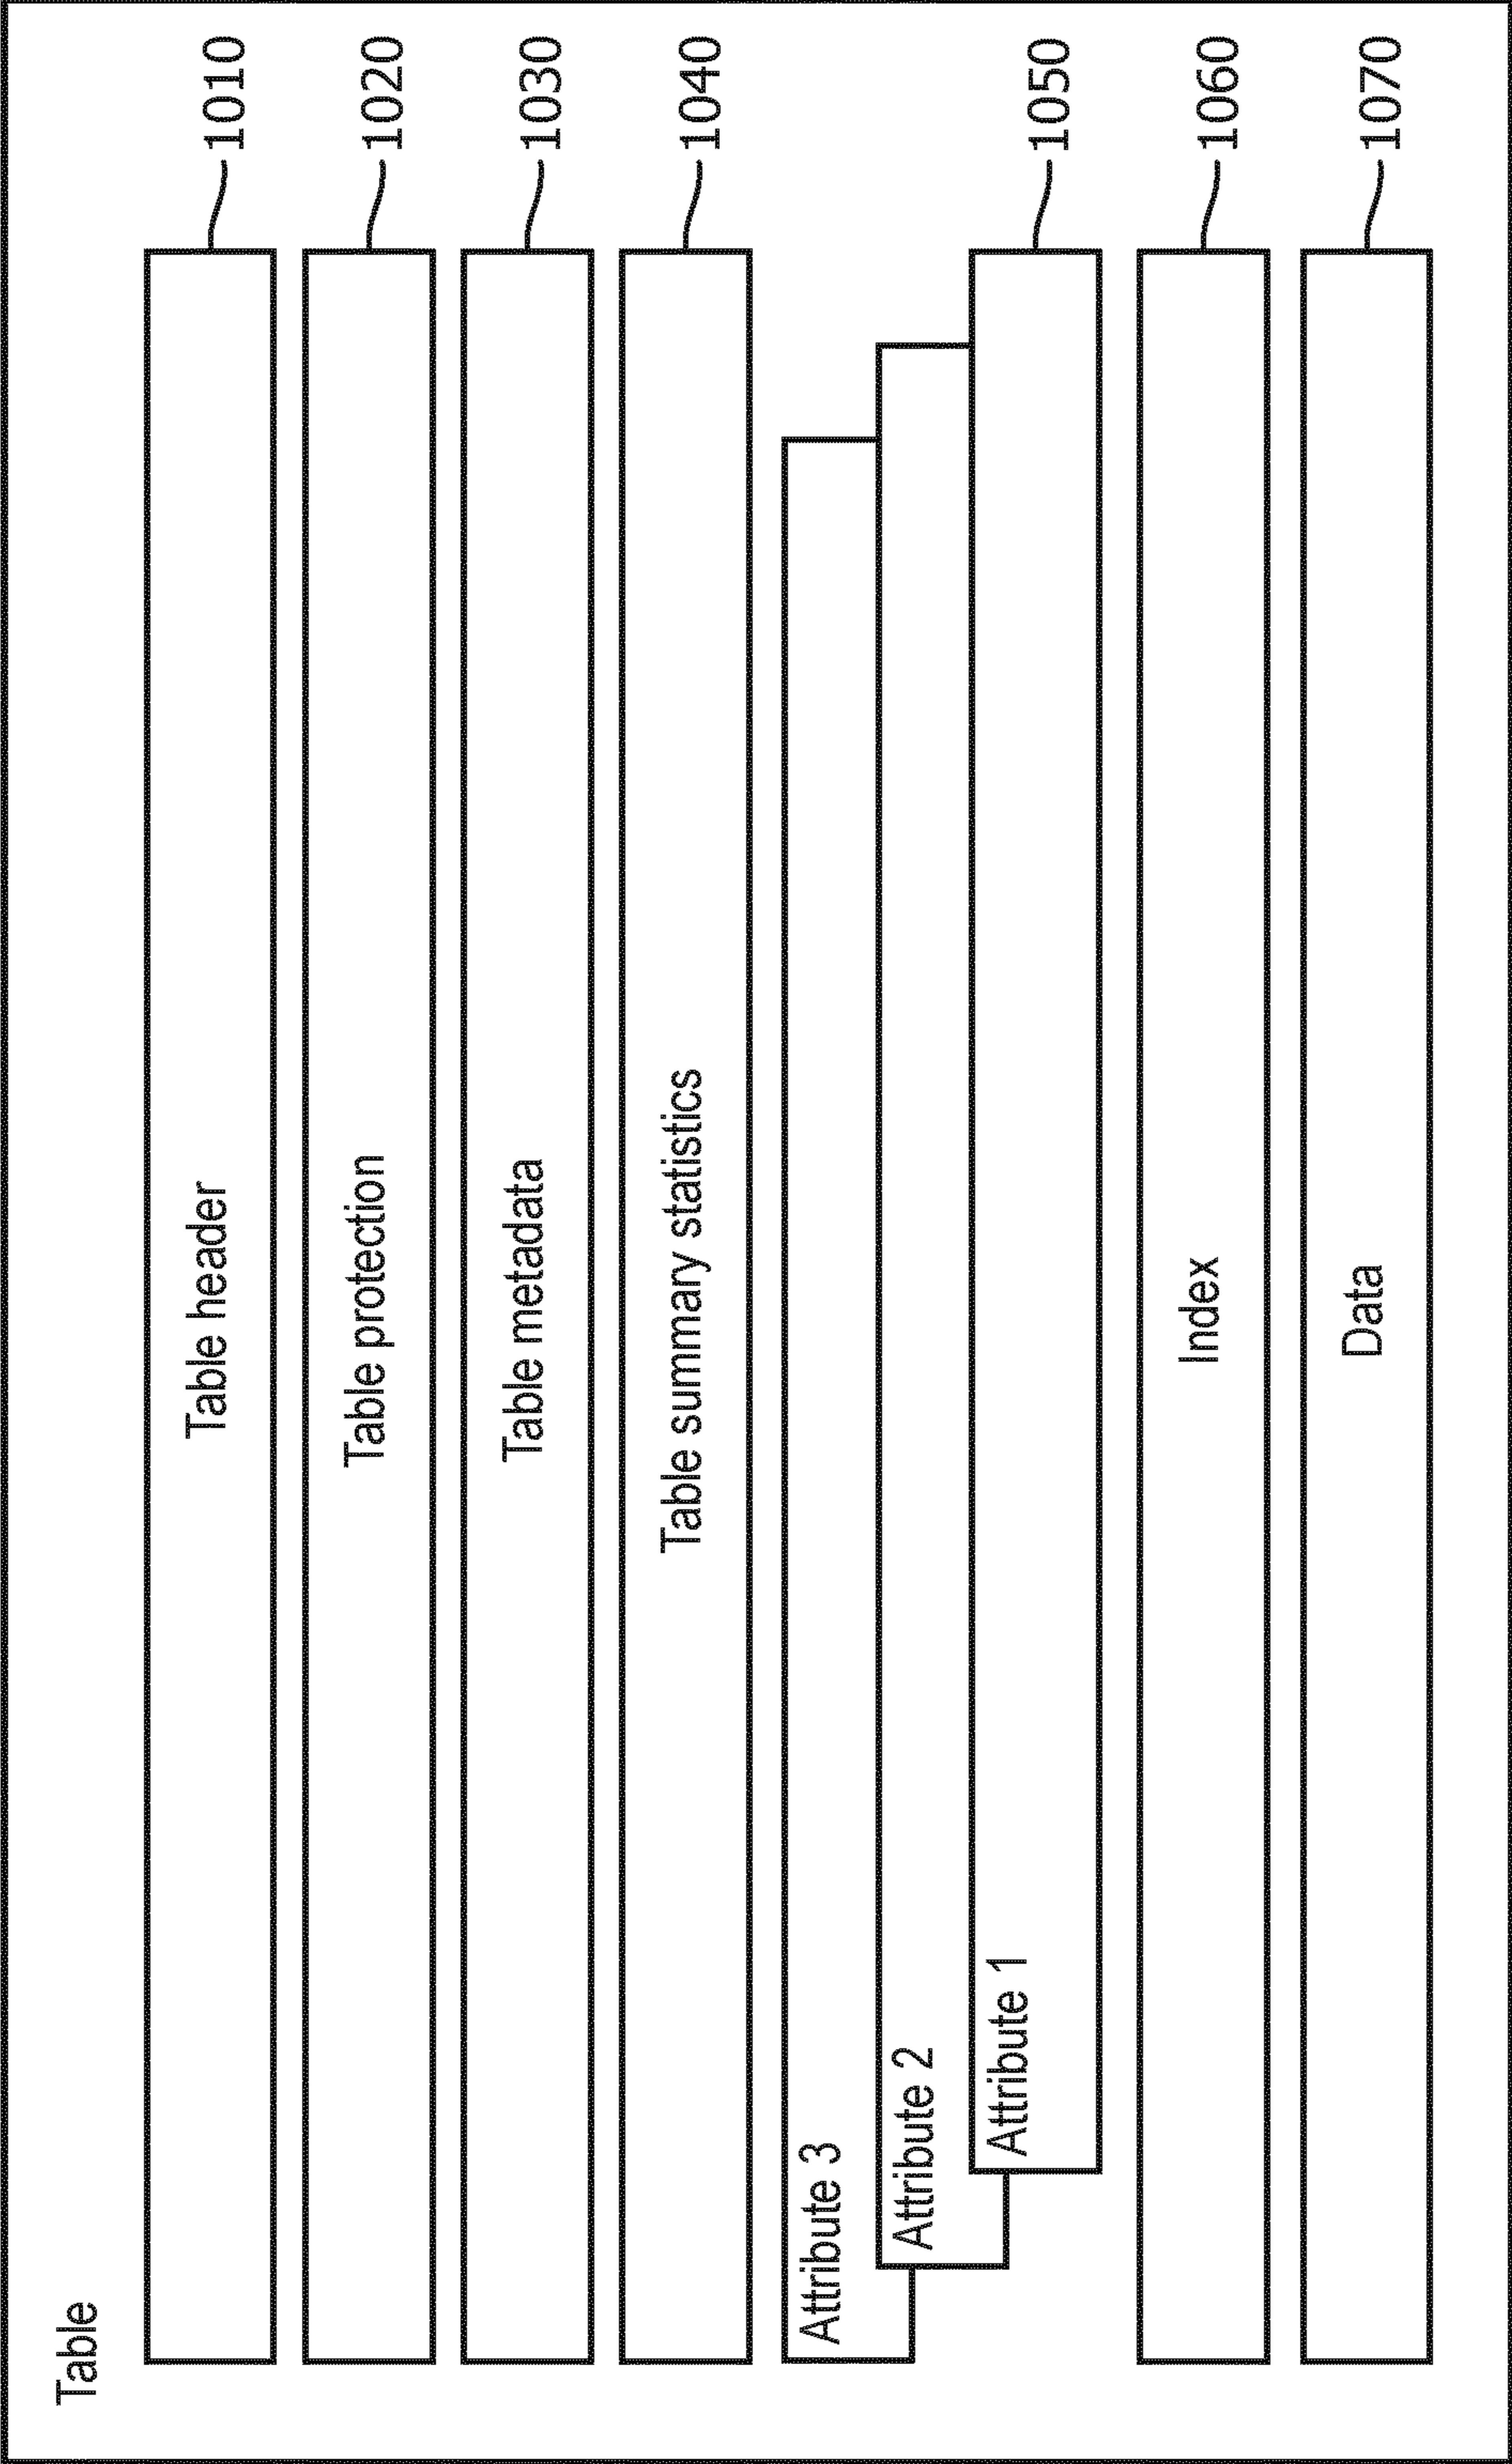 Table
Table header 1010
Table protection 1020
Table metadata 1030
Table summary statistics 1040
Attribute 3
Attribute 2
Attribute 1 1050
Index 1060
Data 1070